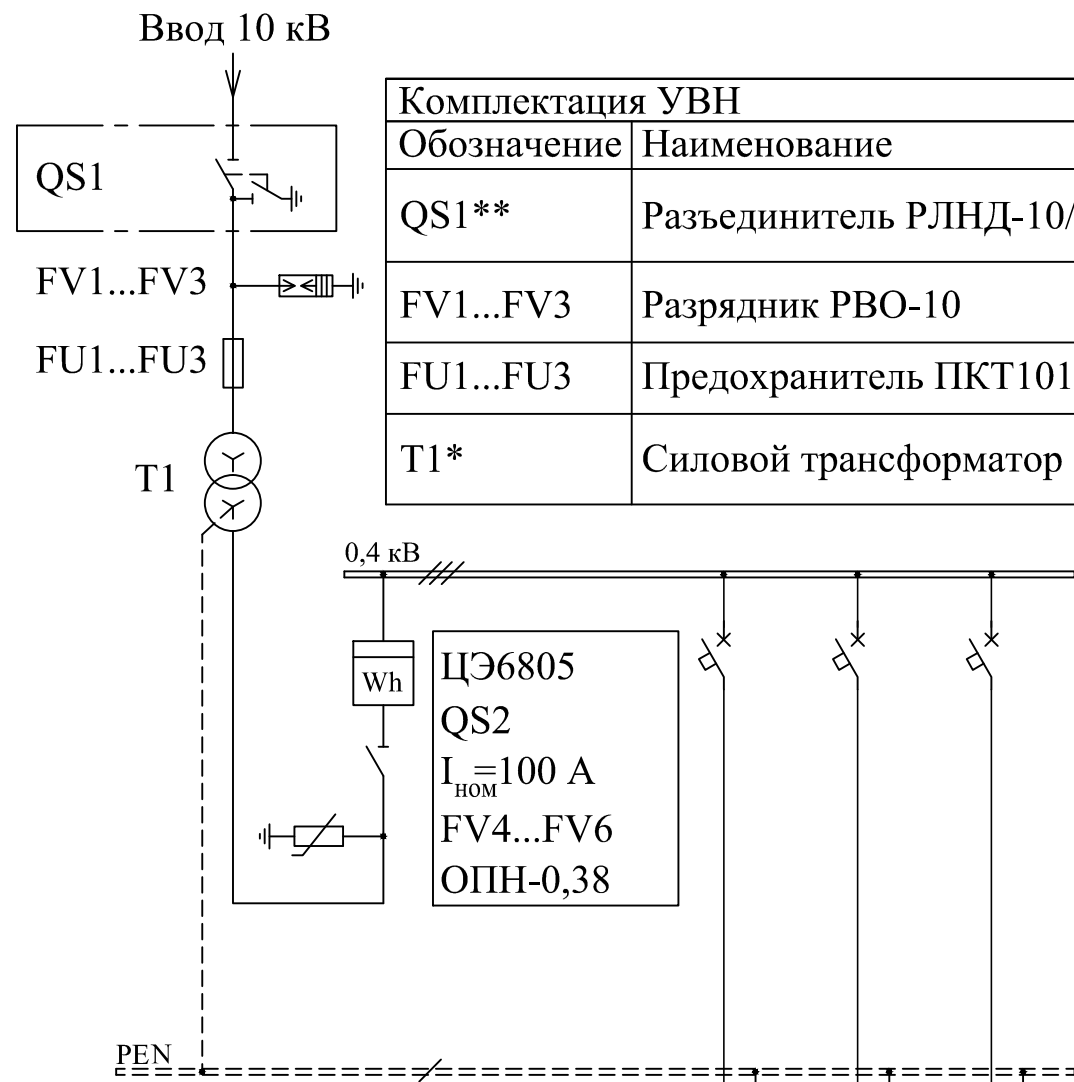 Ввод 10 кВ
Комплектация УВН
Обозначение Наименование
QS1
QS1** Разъединитель РЛНД-10/
FV1...FV3
FV1...FV3 Разрядник РВО-10
FU1...FU3
FU1...FU3 Предохранитель ПКТ101
T1
T1* Силовой трансформатор
0,4 кВ
Wh
ЦЭ6805
QS2
Iном=100 А
FV4...FV6
ОПН-0,38
PEN